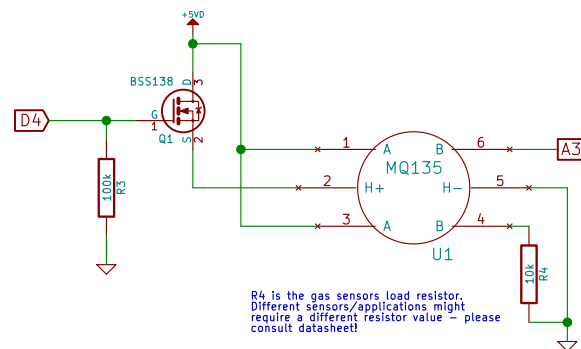 +5VD
BSS138
D
3
D4
G
1
Q1
S
2
100k
R3
1
A
B
6
A3
MQ135
2
H+
H-
5
3
A
B
4
U1
10k
R4
R4 is the gas sensors load resistor.
Different sensors/applications might
require a different resistor value – please
consult datasheet!